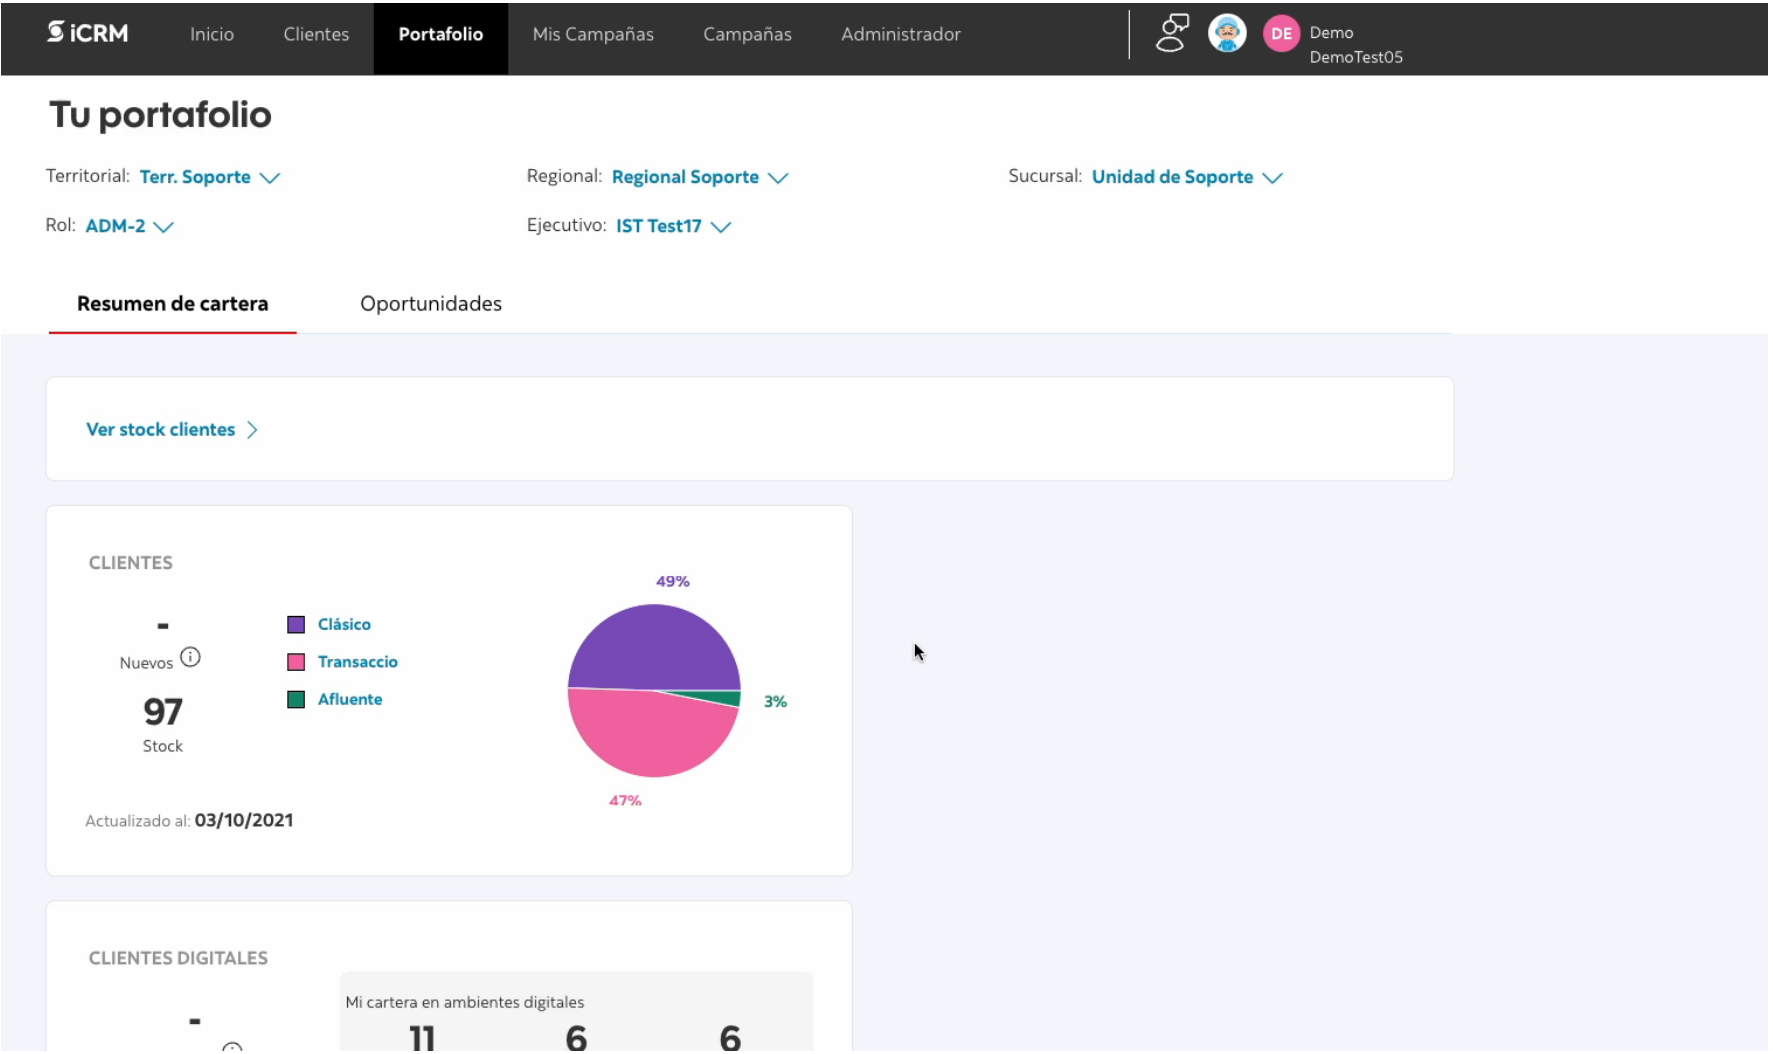 iCRM
Inicio
Clientes
Portafolio
Mis Campañas
Campañas
Administrador
DE
Demo
DemoTest05
Tu portafolio
Territorial: Terr. Soporte
Regional: Regional Soporte
Sucursal: Unidad de Soporte
Rol: ADM-2
Ejecutivo: IST Test17
Resumen de cartera
Oportunidades
Ver stock clientes
CLIENTES
-
Nuevos
97
Stock
Clásico
Transaccio
Afluente
49%
3%
47%
Actualizado al: 03/10/2021
CLIENTES DIGITALES
-
Mi cartera en ambientes digitales
11
6
6